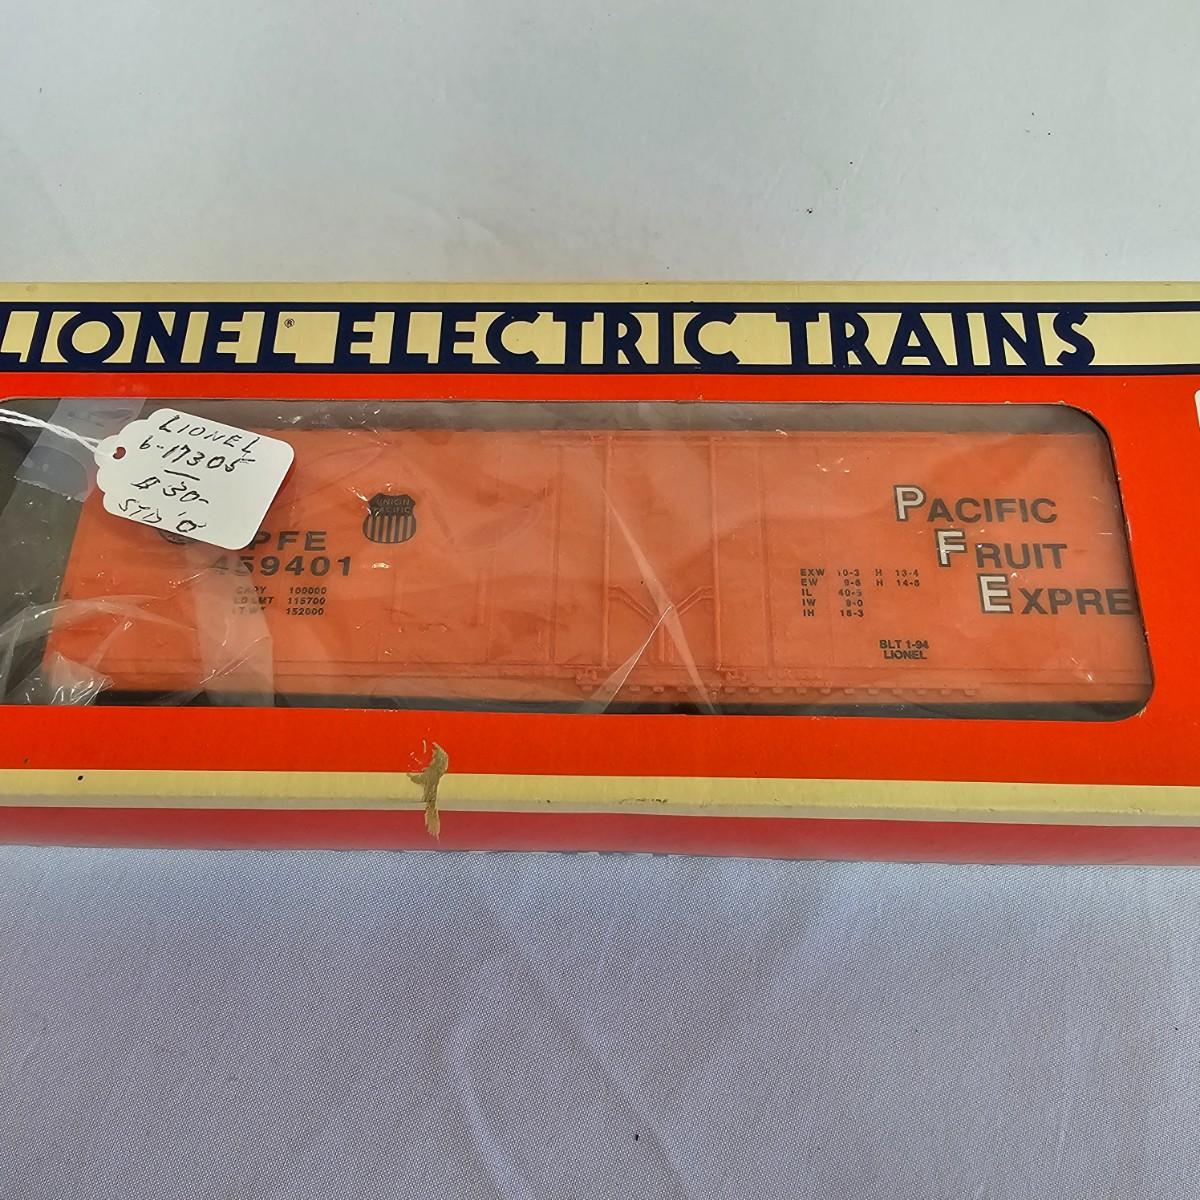 LIONEL® ELECTRIC TRAINS
LIONEL
6-17305
$30-
STD 'O'
UNION
PACIFIC
PFE
459401
CAPY 100000
LD LMT 115700
LT WT 152000
EXW 10-3 H 13-4
EW 9-6 H 14-8
IL 40-5
IW 9-0
IH 18-3
BLT 1-94
LIONEL
PACIFIC
FRUIT
EXPRE